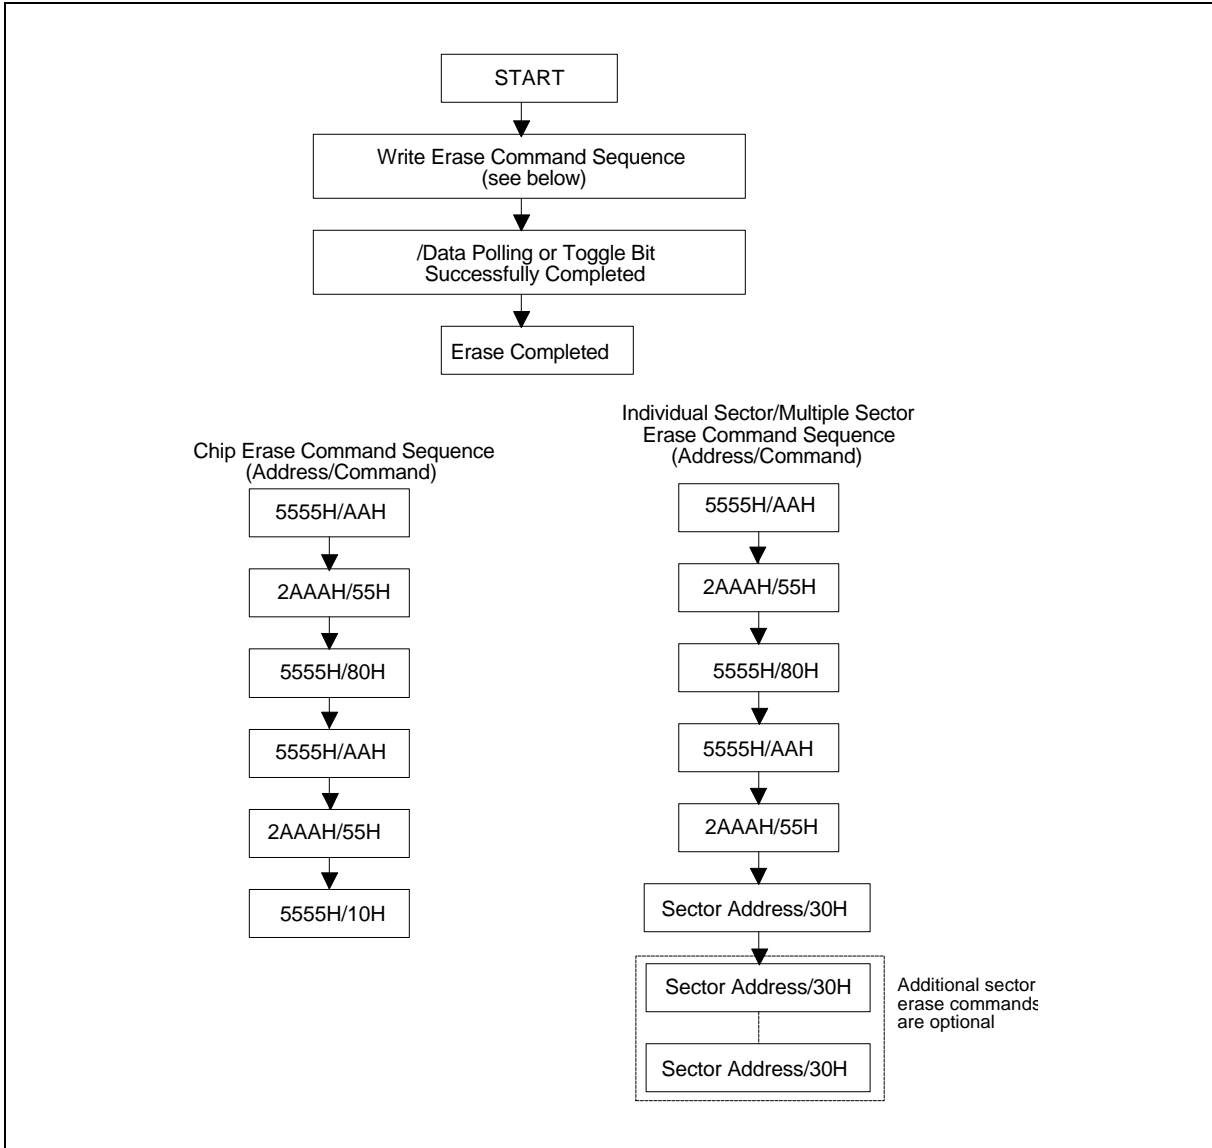 START
Write Erase Command Sequence
(see below)
/Data Polling or Toggle Bit
Successfully Completed
Erase Completed
Chip Erase Command Sequence
(Address/Command)
5555H/AAH
2AAAH/55H
5555H/80H
5555H/AAH
2AAAH/55H
5555H/10H
Individual Sector/Multiple Sector
Erase Command Sequence
(Address/Command)
5555H/AAH
2AAAH/55H
5555H/80H
5555H/AAH
2AAAH/55H
Sector Address/30H
Sector Address/30H
Sector Address/30H
Additional sector
erase commands
are optional